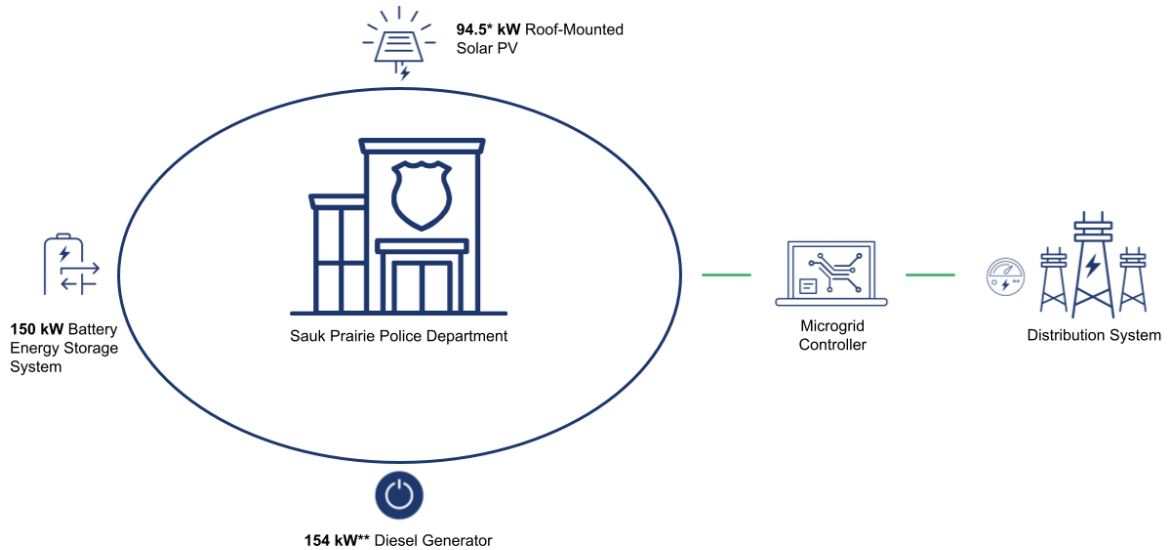 94.5* kW Roof-Mounted
Solar PV
150 kW Battery
Energy Storage
System
Sauk Prairie Police Department
Microgrid
Controller
Distribution System
154 kW** Diesel Generator